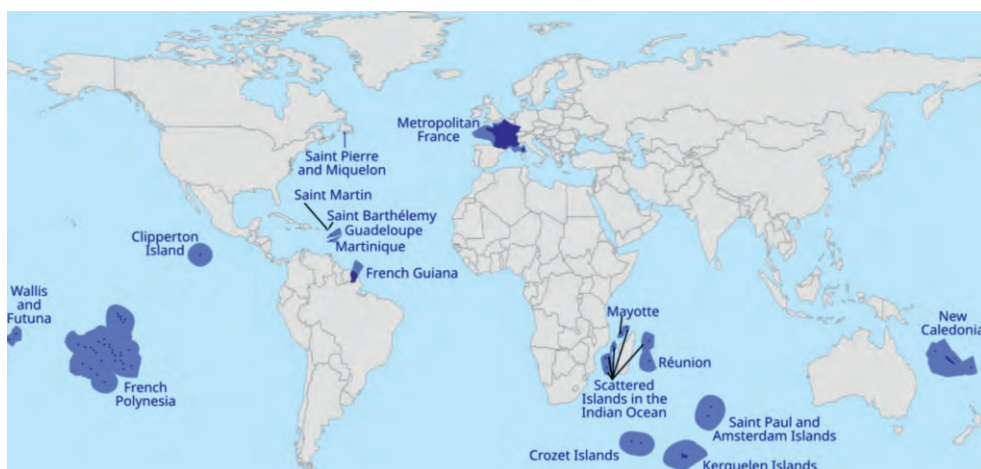 Metropolitan
France
Saint Pierre
and Miquelon
Saint Martin
Saint Barthélemy
Guadeloupe
Martinique
Clipperton
Island
French Guiana
Wallis
and
Futuna
French
Polynesia
Mayotte
New
Caledonia
Réunion
Scattered
Islands in the
Indian Ocean
Saint Paul and
Amsterdam Islands
Crozet Islands
Kerguelen Islands